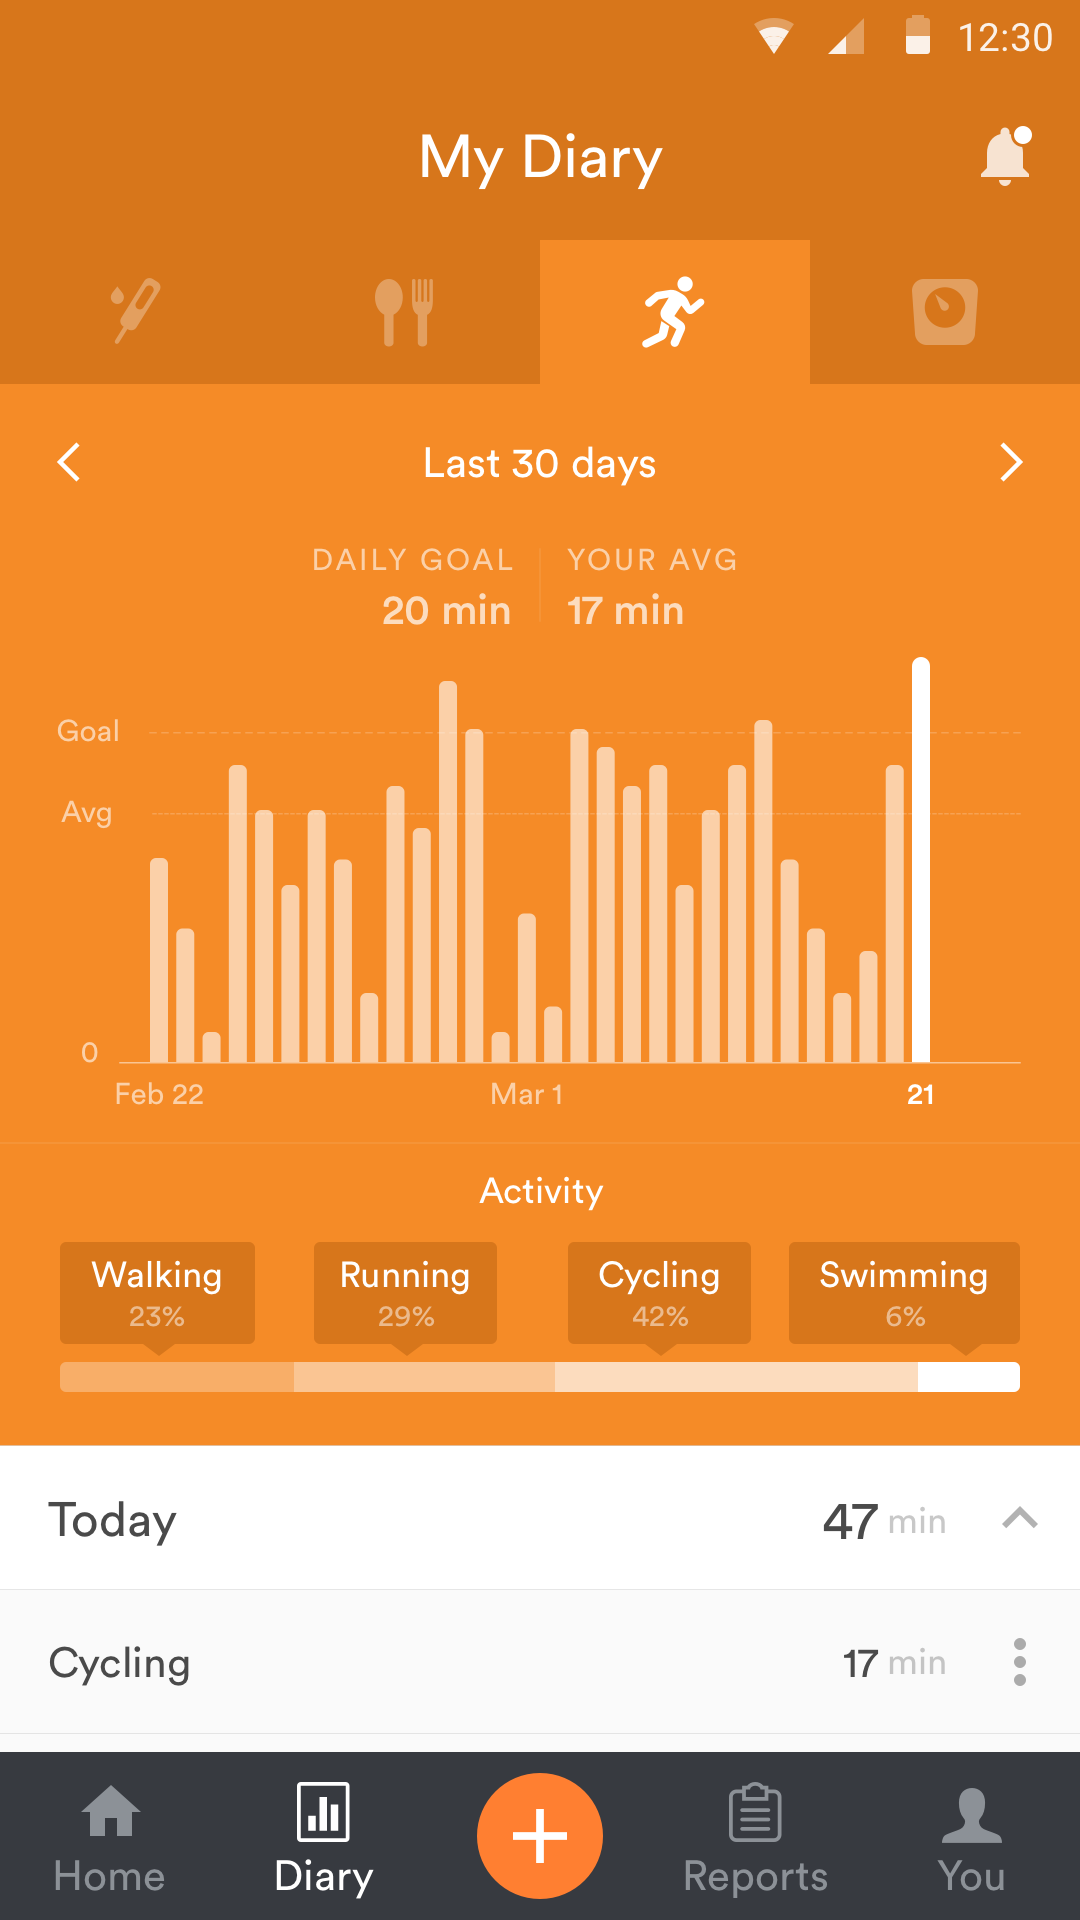 12:30
My Diary
Last 30 days
DAILY GOAL
20 min
YOUR AVG
17 min
Goal
Avg
0
Feb 22
Mar 1
21
Activity
Walking
23%
Running
29%
Cycling
42%
Swimming
6%
Today 47 min
Cycling 17 min
Home
Diary
Reports
You